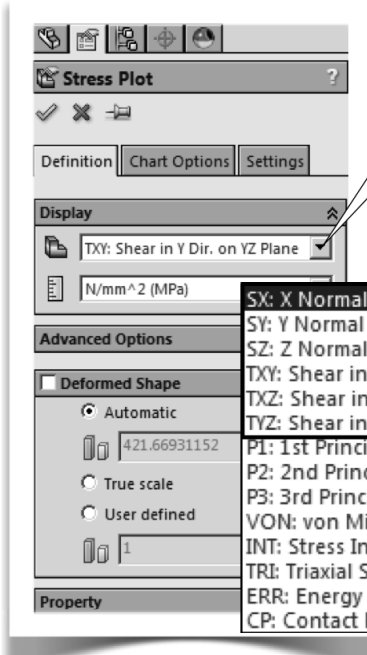 Stress Plot ?
Definition Chart Options Settings
Display
TXY: Shear in Y Dir. on YZ Plane
N/mm^2 (MPa)
SX: X Normal
SY: Y Normal
SZ: Z Normal
TXY: Shear in
TXZ: Shear in
TYZ: Shear in
P1: 1st Princi
P2: 2nd Princ
P3: 3rd Princ
VON: von Mi
INT: Stress In
TRI: Triaxial S
ERR: Energy
CP: Contact
Advanced Options
Deformed Shape
Automatic
421.66931152
True scale
User defined
1
Property